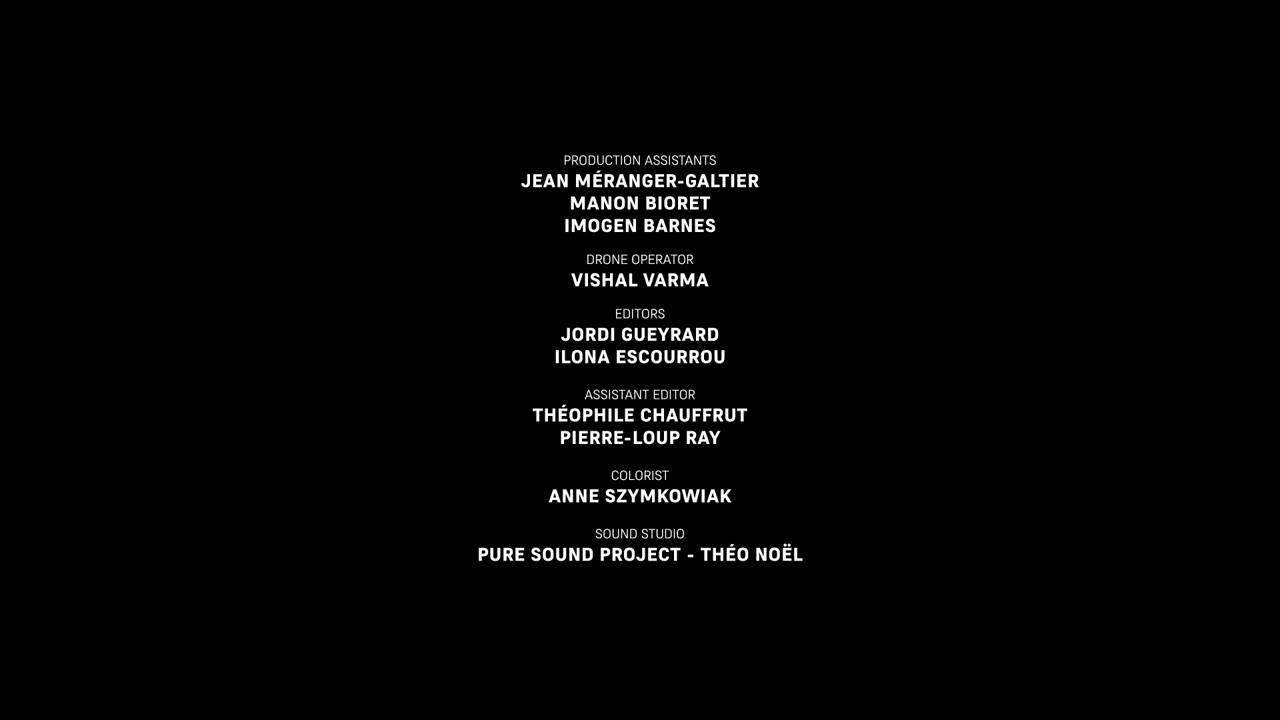 PRODUCTION ASSISTANTS
JEAN MÉRANGER-GALTIER
MANON BIORET
IMOGEN BARNES
DRONE OPERATOR
VISHAL VARMA
EDITORS
JORDI GUEYRARD
ILONA ESCOURROU
ASSISTANT EDITOR
THÉOPHILE CHAUFFRUT
PIERRE-LOUP RAY
COLORIST
ANNE SZYMKOWIAK
SOUND STUDIO
PURE SOUND PROJECT - THÉO NOËL